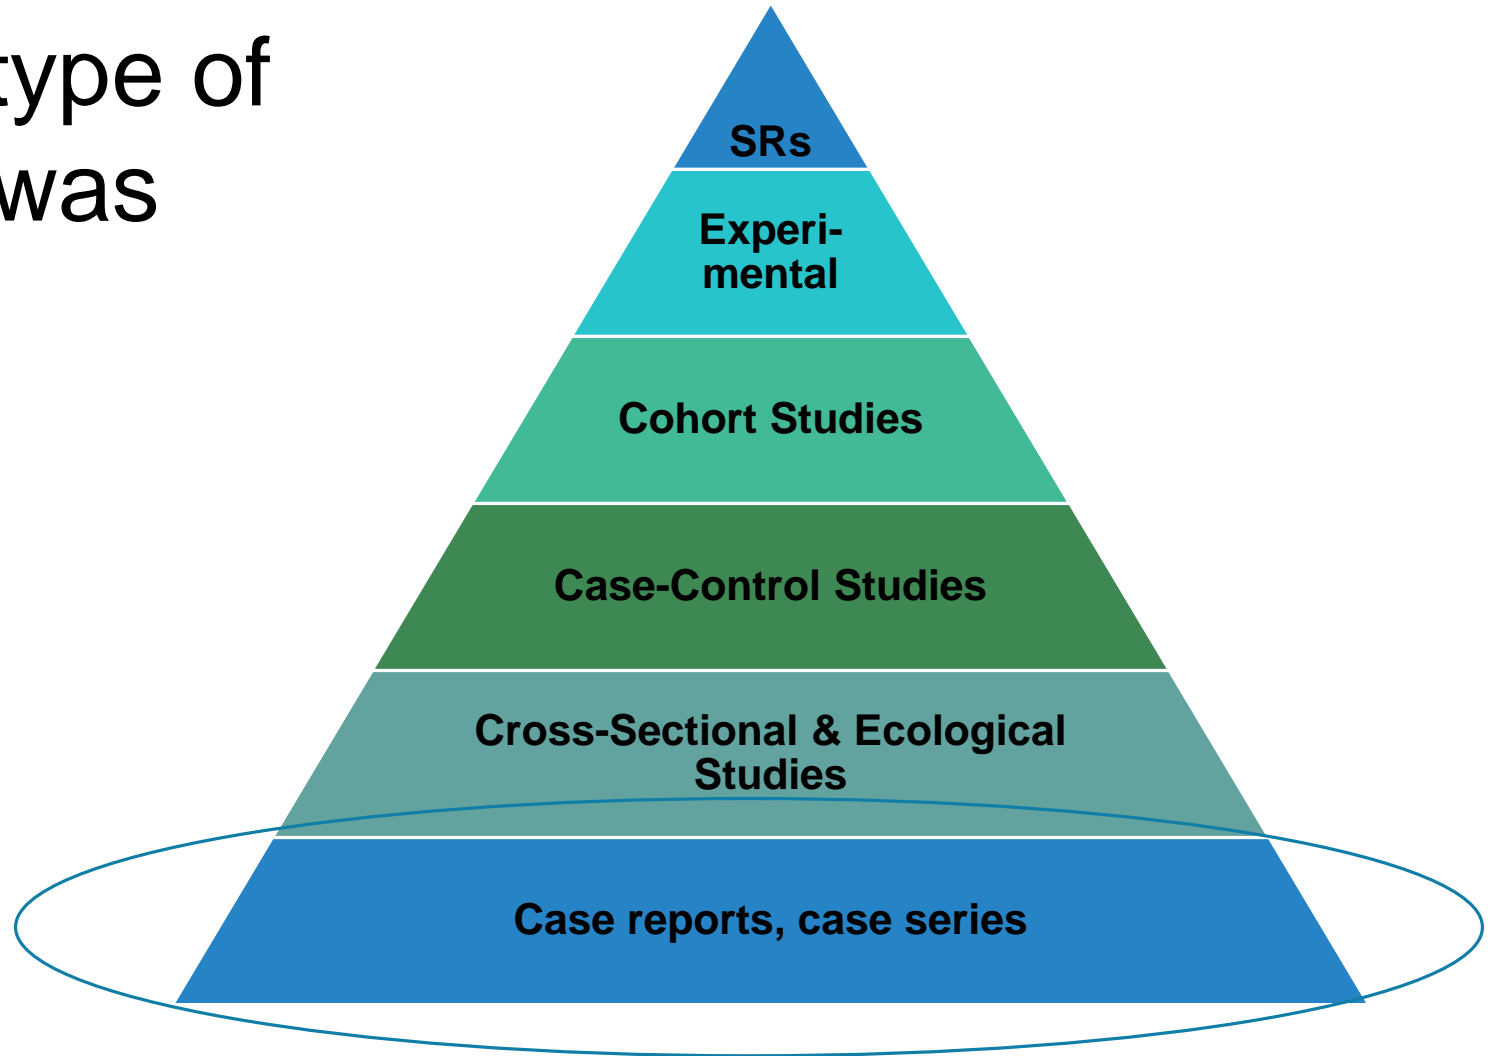 type of
was
SRs
Experi-
mental
Cohort Studies
Case-Control Studies
Cross-Sectional & Ecological
Studies
Case reports, case series